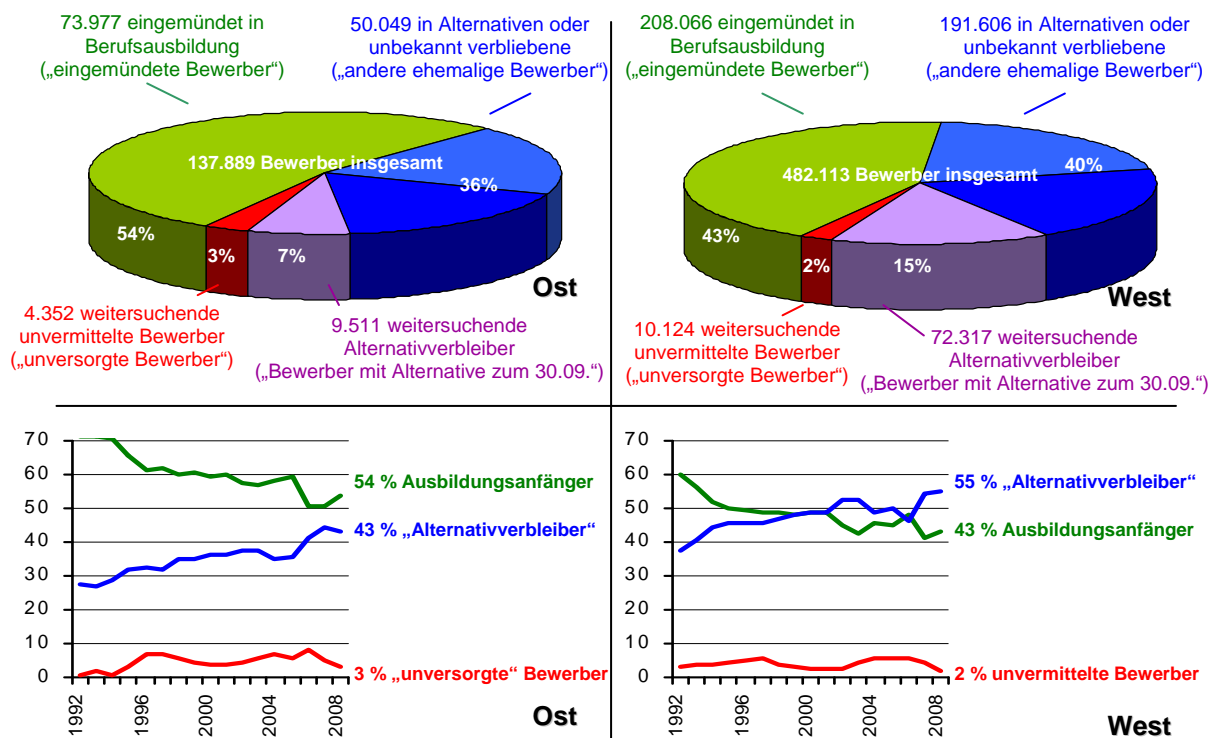 73.977 eingemündet in
Berufsausbildung
(„eingemündete Bewerber“)
50.049 in Alternativen oder
unbekannt verbliebene
(„andere ehemalige Bewerber“)
137.889 Bewerber insgesamt
36%
54%
3%
7%
Ost
4.352 weitersuchende
unvermittelte Bewerber
(„unversorgte Bewerber“)
9.511 weitersuchende
Alternativverbleiber
(„Bewerber mit Alternative zum 30.09.“)
208.066 eingemündet in
Berufsausbildung
(„eingemündete Bewerber“)
191.606 in Alternativen oder
unbekannt verbliebene
(„andere ehemalige Bewerber“)
482.113 Bewerber insgesamt
40%
43%
2%
15%
West
10.124 weitersuchende
unvermittelte Bewerber
(„unversorgte Bewerber“)
72.317 weitersuchende
Alternativverbleiber
(„Bewerber mit Alternative zum 30.09.“)
70
60
50
40
30
20
10
0
1992
1996
2000
2004
2008
54 % Ausbildungsanfänger
43 % „Alternativverbleiber“
3 % „unversorgte“ Bewerber
Ost
70
60
50
40
30
20
10
0
1992
1996
2000
2004
2008
55 % „Alternativverbleiber“
43 % Ausbildungsanfänger
2 % unvermittelte Bewerber
West